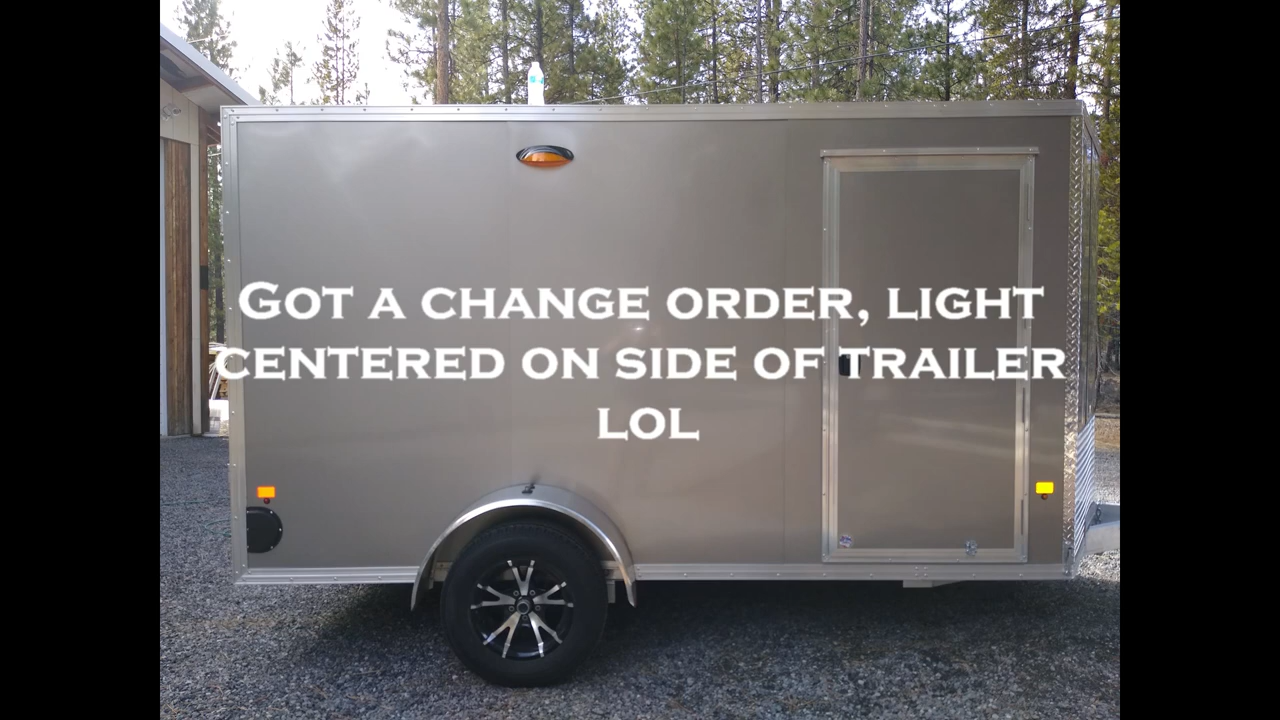 GOT A CHANGE ORDER, LIGHT
CENTERED ON SIDE OF TRAILER
LOL